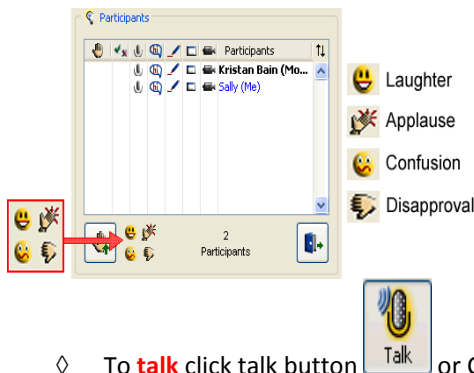 Participants
Participants
Kristan Bain (Mo...
Sally (Me)
Laughter
Applause
Confusion
Disapproval
2
Participants
Talk
◊ To talk click talk button or